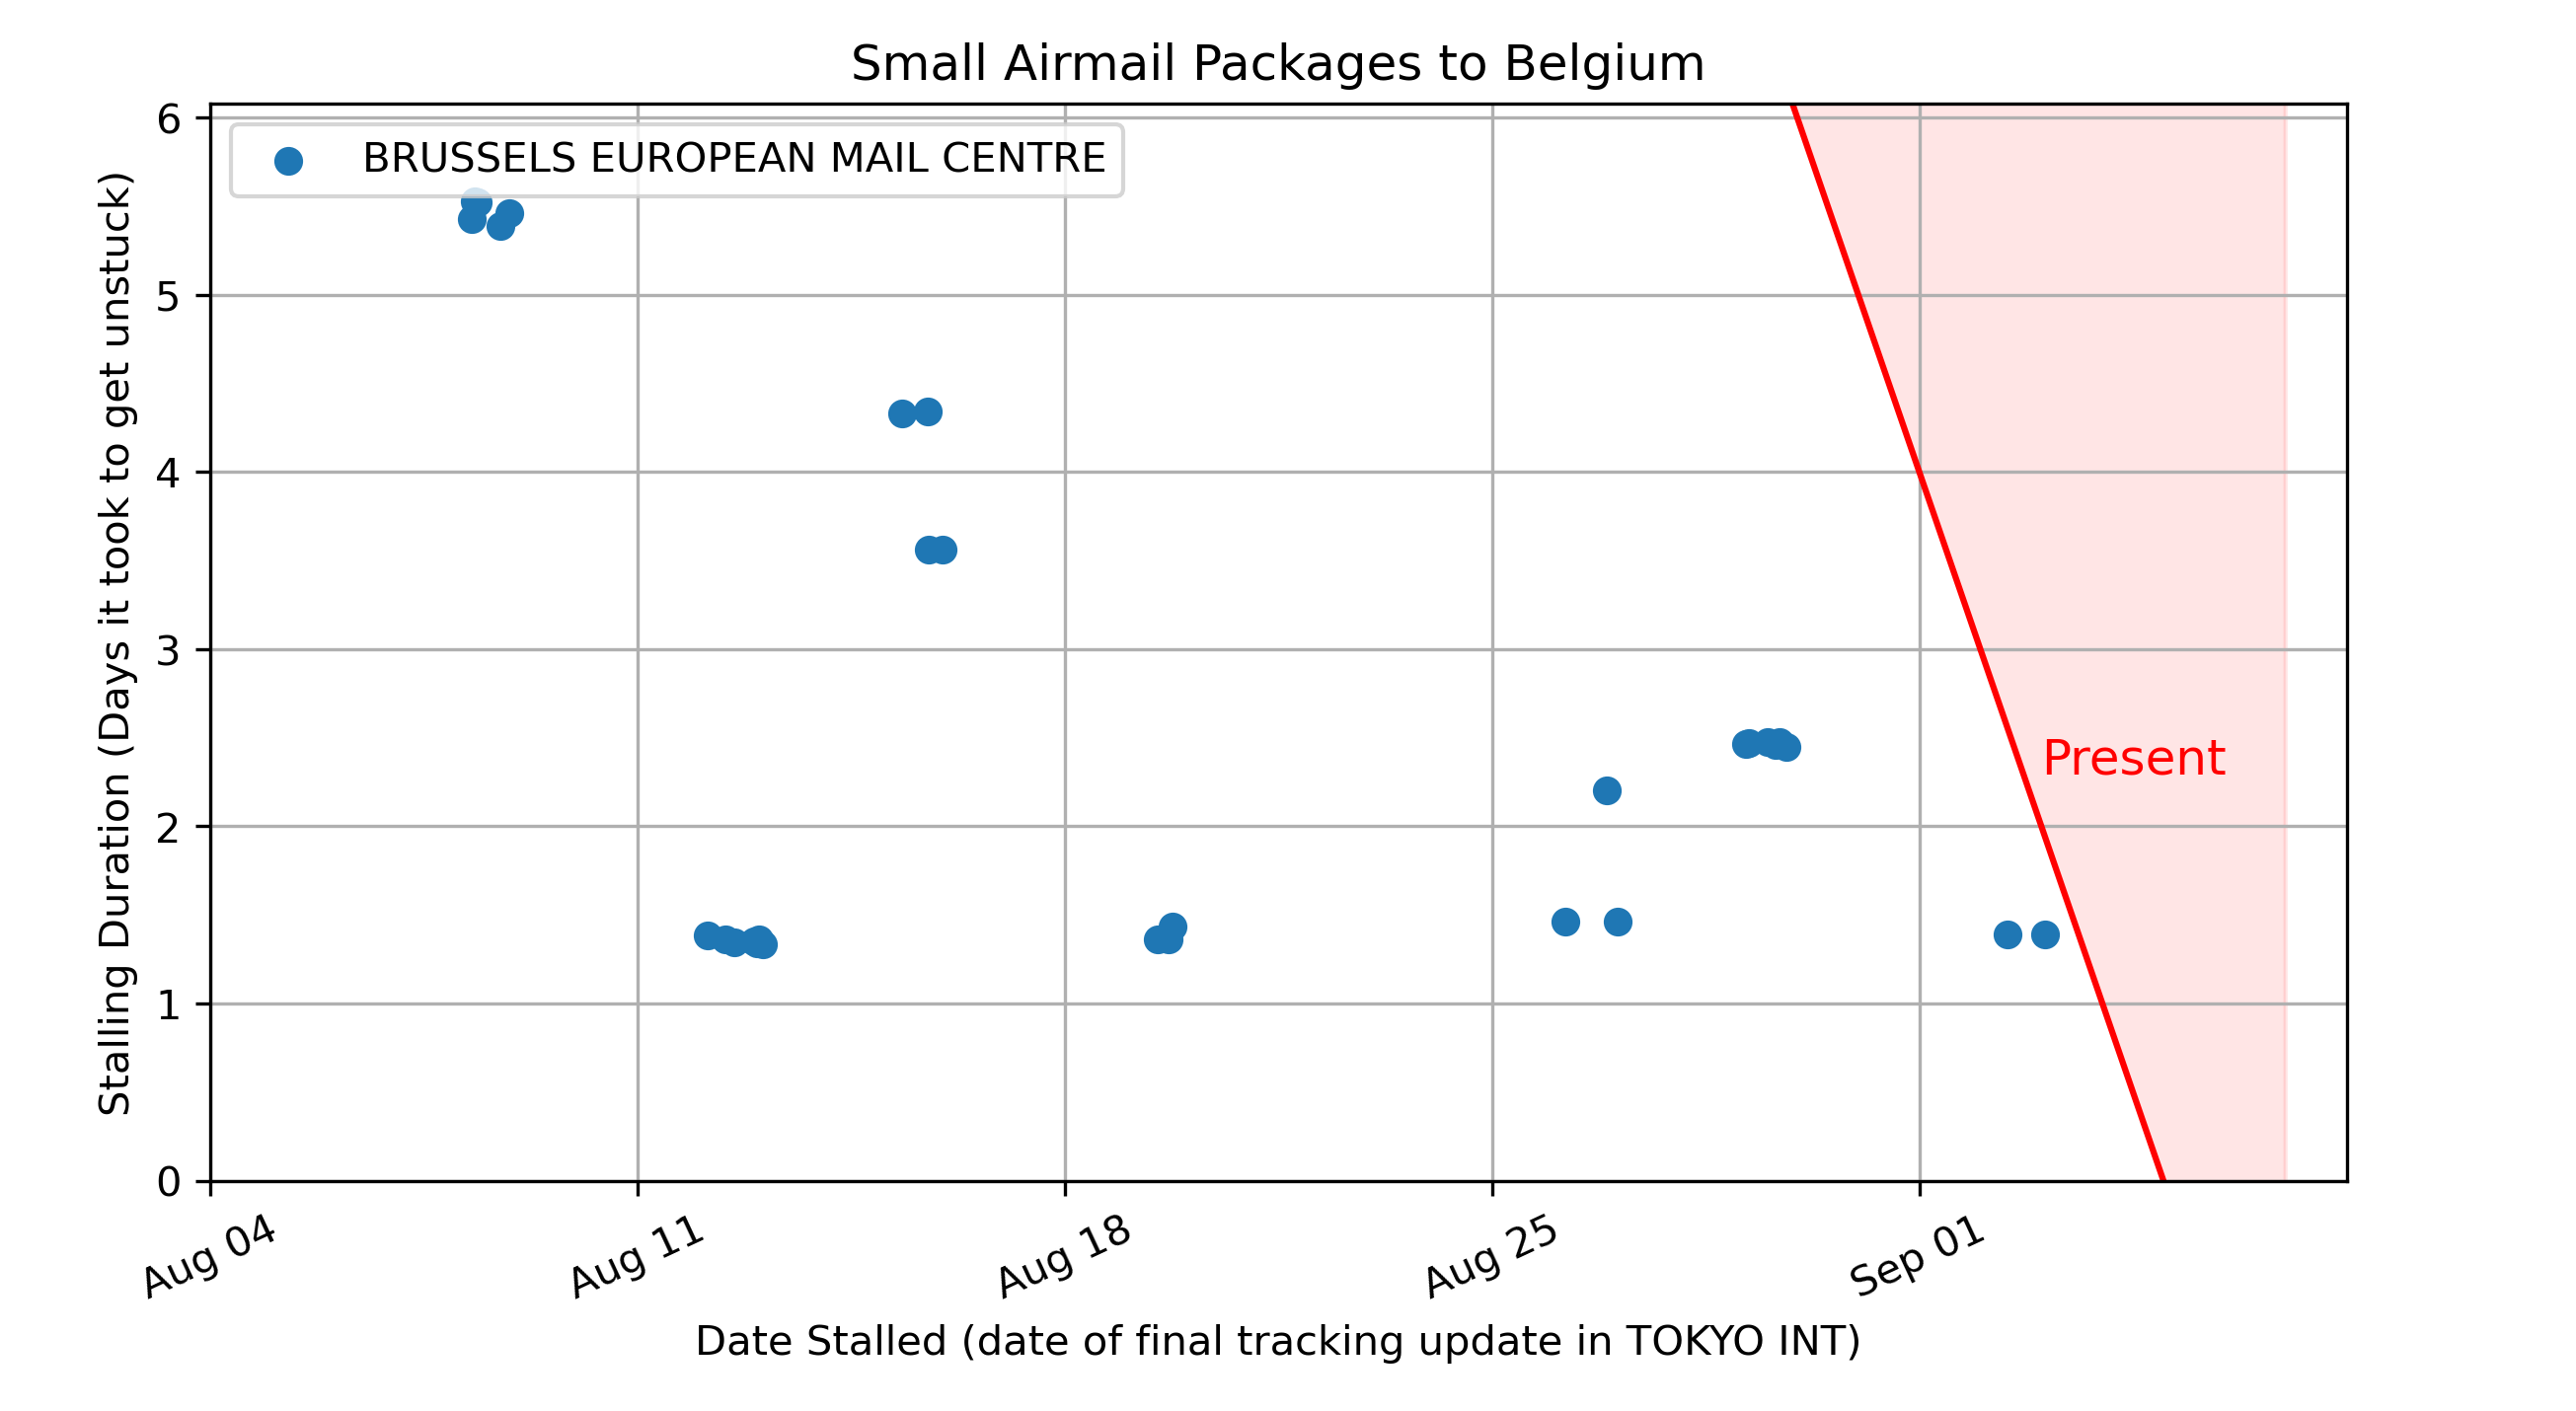 Small Airmail Packages to Belgium
BRUSSELS EUROPEAN MAIL CENTRE
Stalling Duration (Days it took to get unstuck)
6
5
4
3
2
1
0
Present
Aug 04
Aug 11
Aug 18
Aug 25
Sep 01
Date Stalled (date of final tracking update in TOKYO INT)